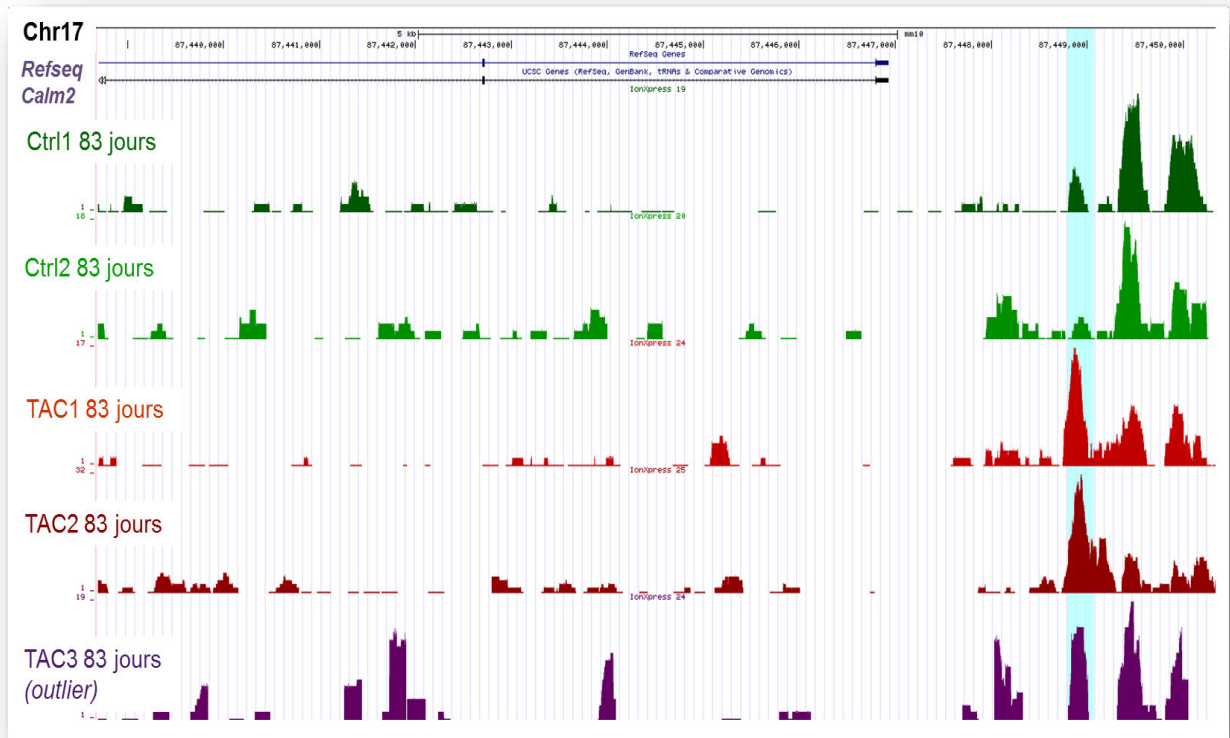 Chr17
5 kb
mm10
87,440,000|
87,441,000|
87,442,000|
87,443,000|
87,444,000|
87,445,000|
87,446,000|
87,447,000|
87,448,000|
87,449,000|
87,450,000|
RefSeq Genes
Refseq
UCSC Genes (RefSeq, GenBank, tRNAs & Comparative Genomics)
Calm2
IonXpress 19
Ctrl1 83 jours
1 _
18 _
IonXpress 20
Ctrl2 83 jours
1 _
17 _
IonXpress 24
TAC1 83 jours
1 _
32 _
IonXpress 25
TAC2 83 jours
1 _
19 _
IonXpress 24
TAC3 83 jours
(outlier)
1 _